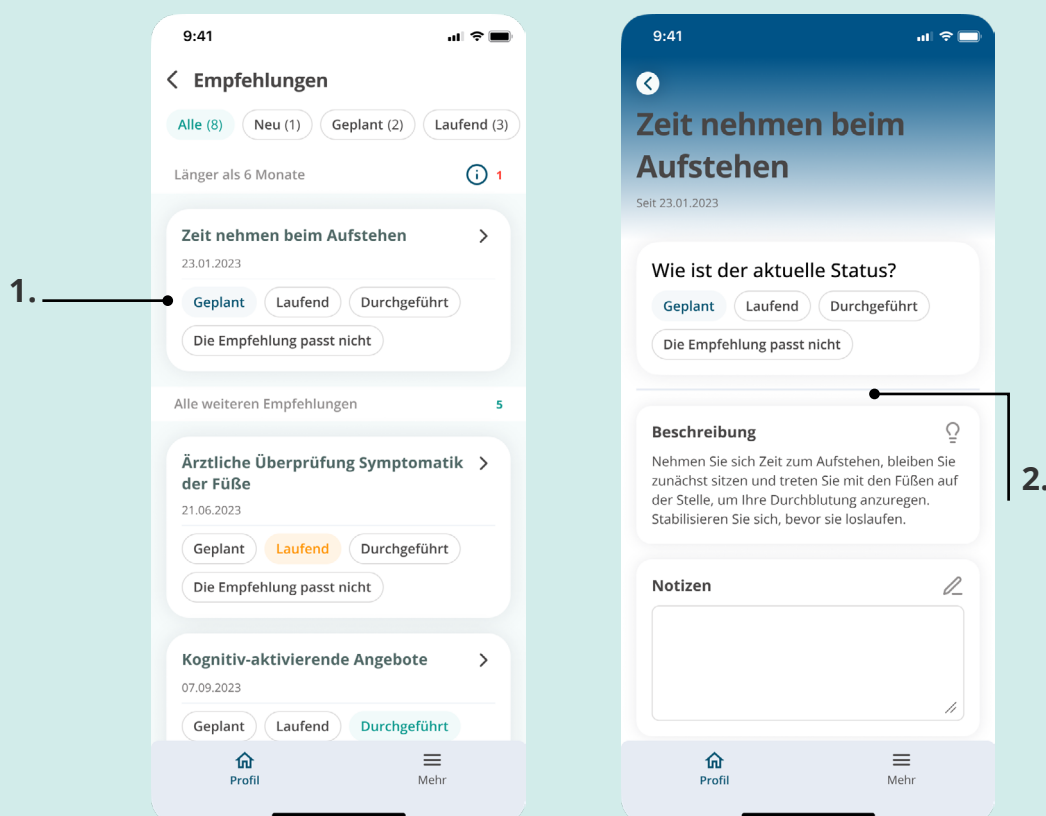 9:41
Empfehlungen
Alle (8) Neu (1) Geplant (2) Laufend (3)
Länger als 6 Monate 1
Zeit nehmen beim Aufstehen
23.01.2023
1.
Geplant Laufend Durchgeführt
Die Empfehlung passt nicht
Alle weiteren Empfehlungen 5
Ärztliche Überprüfung Symptomatik
der Füße
21.06.2023
Geplant Laufend Durchgeführt
Die Empfehlung passt nicht
Kognitiv-aktivierende Angebote
07.09.2023
Geplant Laufend Durchgeführt
Profil Mehr
9:41
Zeit nehmen beim
Aufstehen
Seit 23.01.2023
Wie ist der aktuelle Status?
Geplant Laufend Durchgeführt
Die Empfehlung passt nicht
Beschreibung
Nehmen Sie sich Zeit zum Aufstehen, bleiben Sie
zunächst sitzen und treten Sie mit den Füßen auf
der Stelle, um Ihre Durchblutung anzuregen.
Stabilisieren Sie sich, bevor sie loslaufen.
2.
Notizen
Profil Mehr